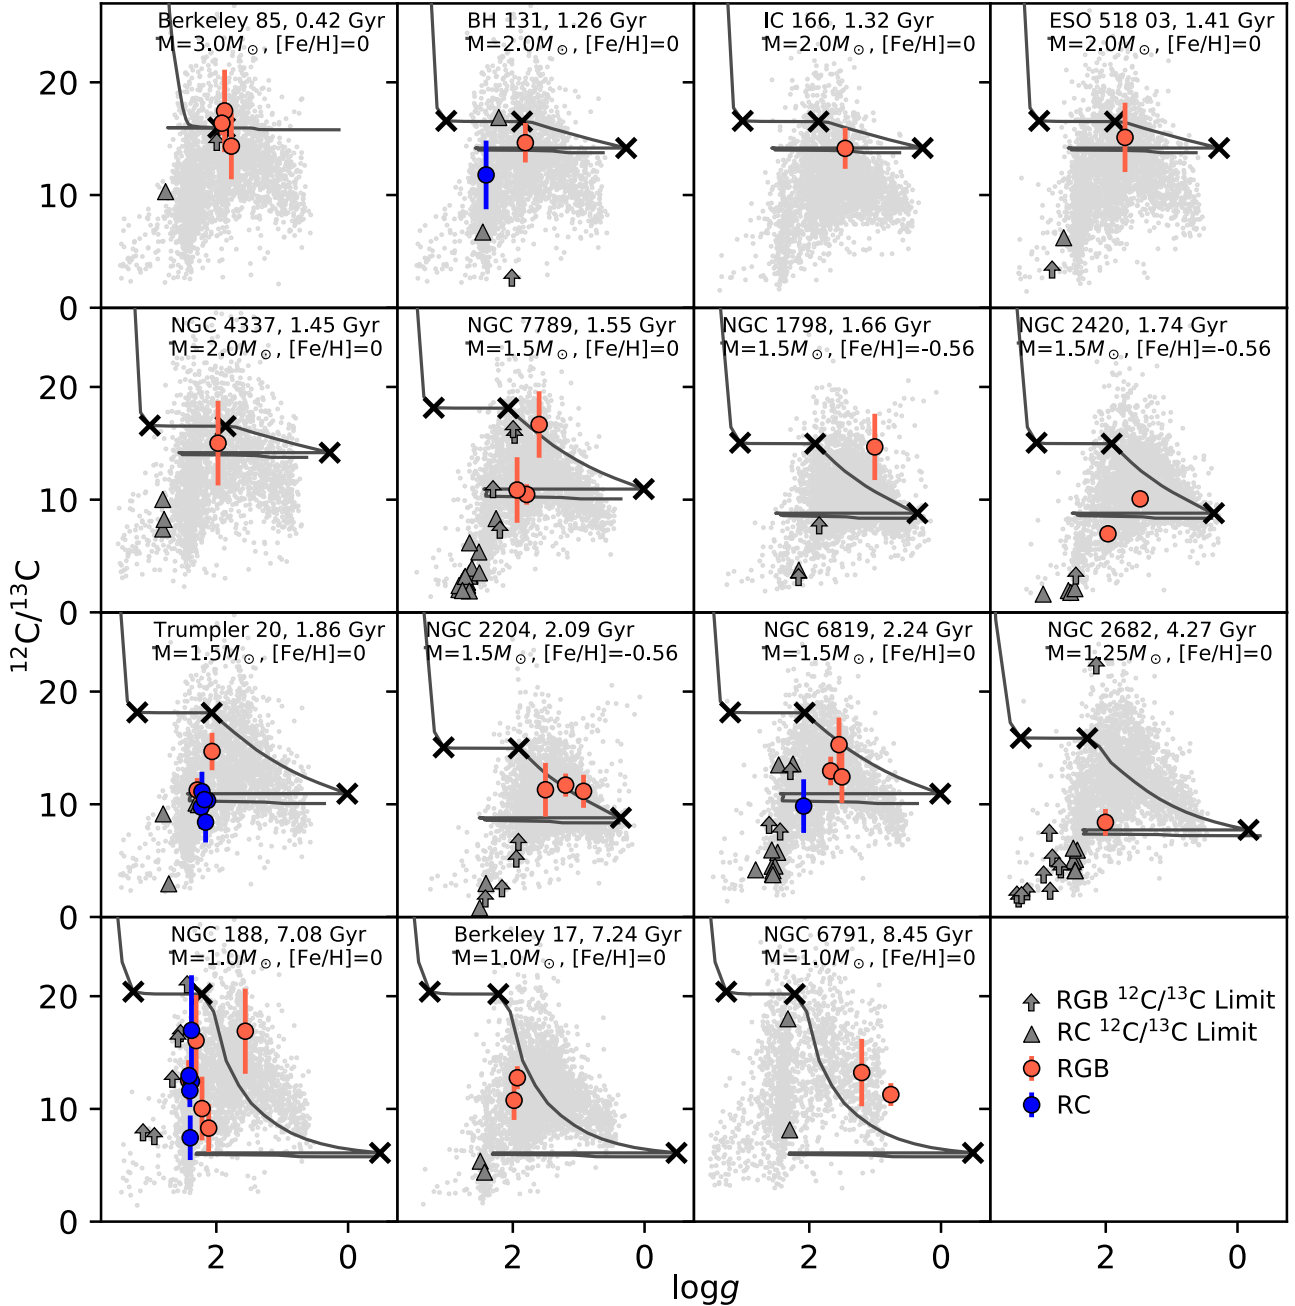 Berkeley 85, 0.42 Gyr
M=3.0M⊙, [Fe/H]=0
BH 131, 1.26 Gyr
M=2.0M⊙, [Fe/H]=0
IC 166, 1.32 Gyr
M=2.0M⊙, [Fe/H]=0
ESO 518 03, 1.41 Gyr
M=2.0M⊙, [Fe/H]=0
20
10
0
NGC 4337, 1.45 Gyr
M=2.0M⊙, [Fe/H]=0
NGC 7789, 1.55 Gyr
M=1.5M⊙, [Fe/H]=0
NGC 1798, 1.66 Gyr
M=1.5M⊙, [Fe/H]=-0.56
NGC 2420, 1.74 Gyr
M=1.5M⊙, [Fe/H]=-0.56
20
10
0
¹²C/¹³C
Trumpler 20, 1.86 Gyr
M=1.5M⊙, [Fe/H]=0
NGC 2204, 2.09 Gyr
M=1.5M⊙, [Fe/H]=-0.56
NGC 6819, 2.24 Gyr
M=1.5M⊙, [Fe/H]=0
NGC 2682, 4.27 Gyr
M=1.25M⊙, [Fe/H]=0
20
10
0
NGC 188, 7.08 Gyr
M=1.0M⊙, [Fe/H]=0
Berkeley 17, 7.24 Gyr
M=1.0M⊙, [Fe/H]=0
NGC 6791, 8.45 Gyr
M=1.0M⊙, [Fe/H]=0
20
10
0
RGB ¹²C/¹³C Limit
RC ¹²C/¹³C Limit
RGB
RC
2 0 2 0 2 0 2 0
logg